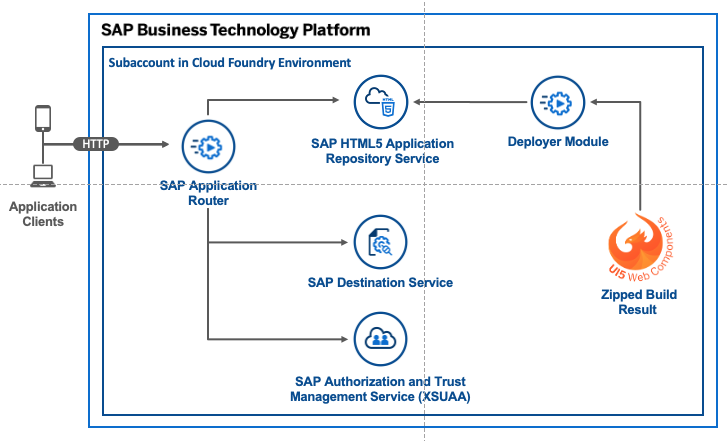 SAP Business Technology Platform
Subaccount in Cloud Foundry Environment
HTTP
Application
Clients
SAP Application
Router
HTML
5
SAP HTML5 Application
Repository Service
Deployer Module
SAP Destination Service
UI5 Web Components
Zipped Build
Result
SAP Authorization and Trust
Management Service (XSUAA)